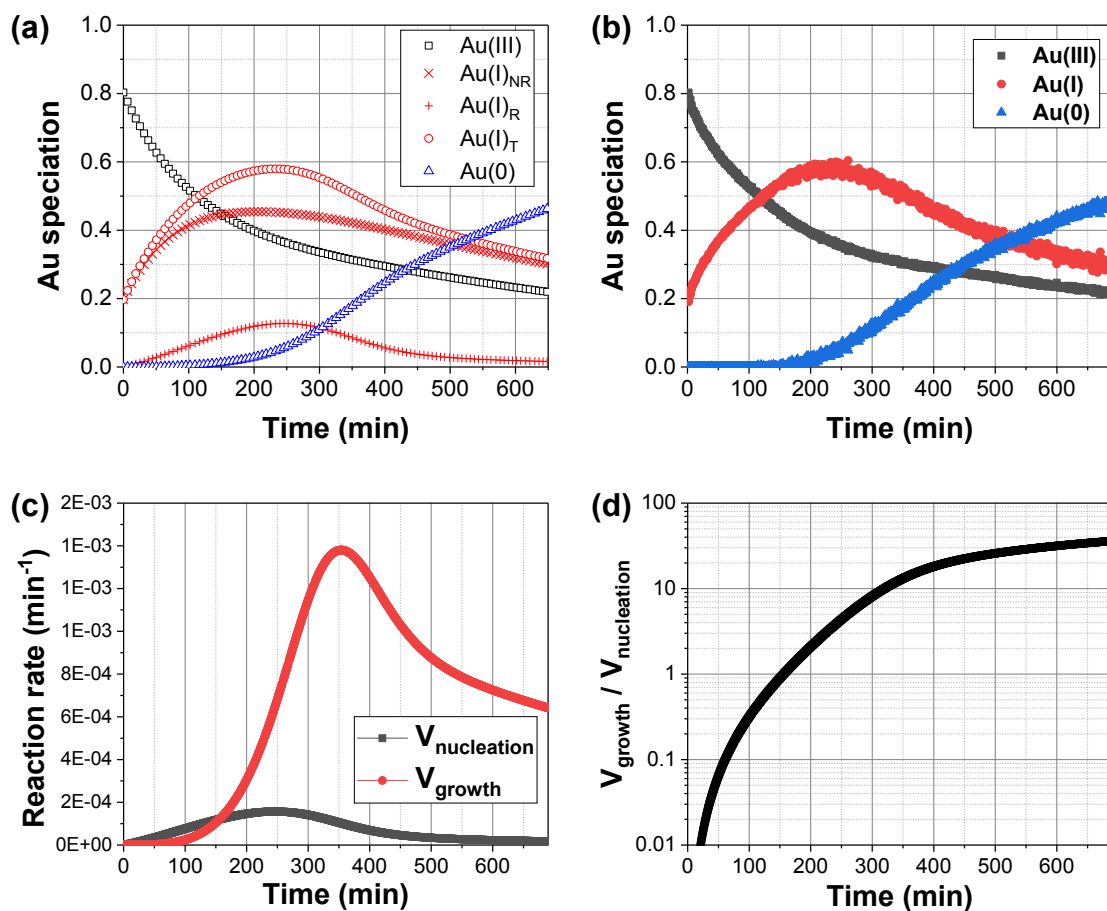 (a)
1.0
0.8
0.6
0.4
0.2
0.0
Au speciation
Au(III)
Au(I)NR
Au(I)R
Au(I)T
Au(0)
0 100 200 300 400 500 600
Time (min)
(b)
1.0
0.8
0.6
0.4
0.2
0.0
Au speciation
Au(III)
Au(I)
Au(0)
0 100 200 300 400 500 600
Time (min)
(c)
2E-03
1E-03
1E-03
1E-03
8E-04
6E-04
4E-04
2E-04
0E+00
Reaction rate (min-1)
Vnucleation
Vgrowth
0 100 200 300 400 500 600
Time (min)
(d)
100
10
1
0.1
0.01
Vgrowth / Vnucleation
0 100 200 300 400 500 600
Time (min)